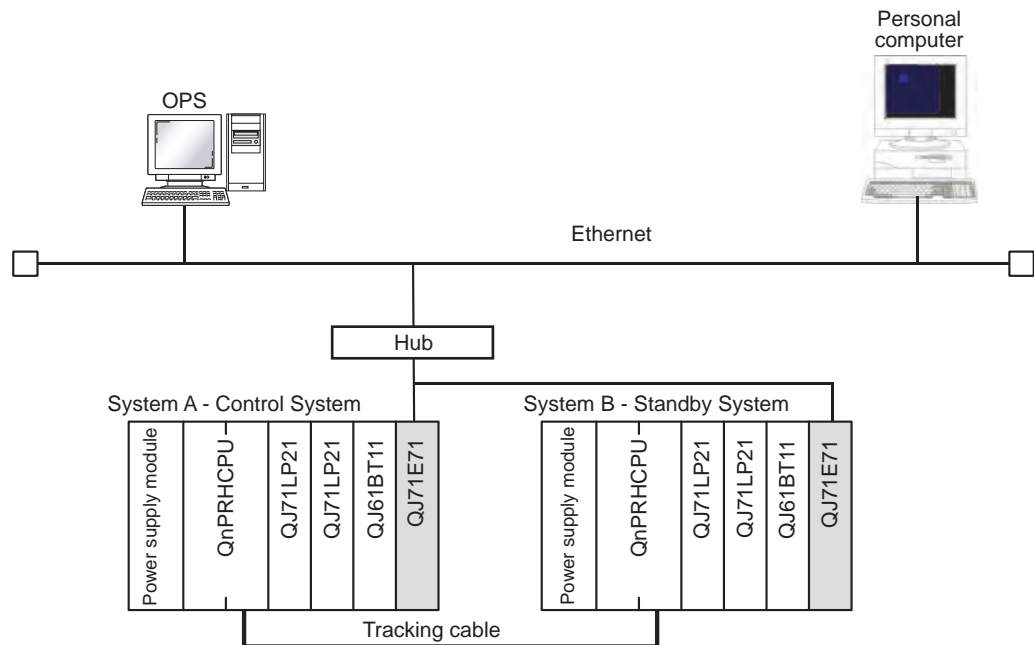 Personal
computer
OPS
Ethernet
Hub
System A - Control System
System B - Standby System
Power supply module
QnPRHCPU
QJ71LP21
QJ71LP21
QJ61BT11
QJ71E71
Power supply module
QnPRHCPU
QJ71LP21
QJ71LP21
QJ61BT11
QJ71E71
Tracking cable